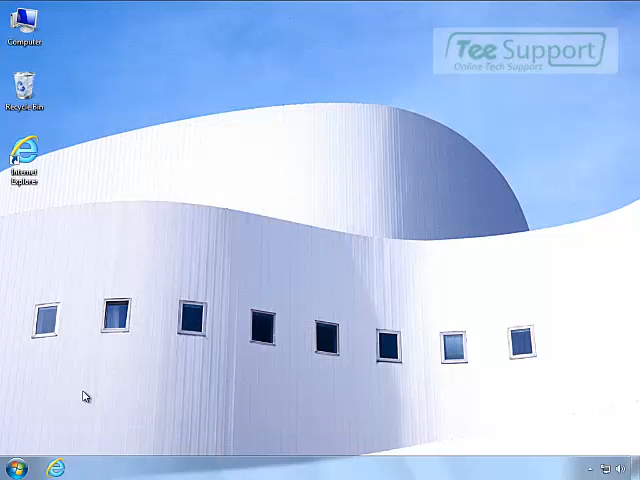 Computer
Tee Support
Online Tech Support
Recycle Bin
Internet
Explorer